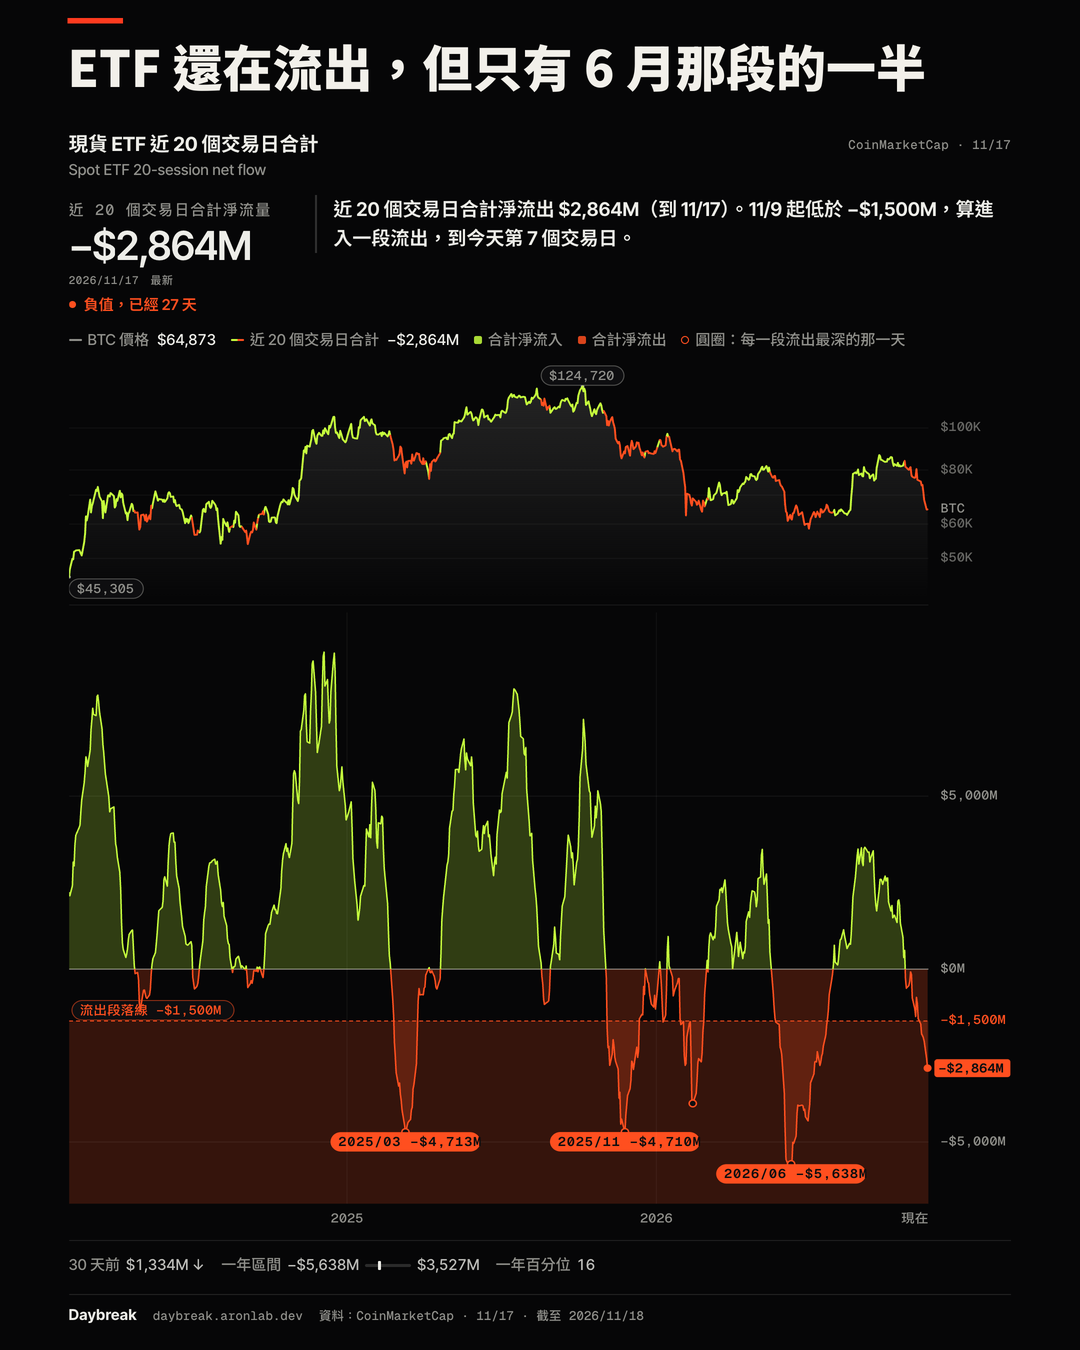 ETF 還在流出，但只有 6 月那段的一半
現貨 ETF 近 20 個交易日合計
CoinMarketCap · 11/17
Spot ETF 20-session net flow
近 20 個交易日合計淨流量
−$2,864M
2026/11/17 最新
負值，已經 27 天
近 20 個交易日合計淨流出 $2,864M（到 11/17）。11/9 起低於 −$1,500M，算進
入一段流出，到今天第 7 個交易日。
BTC 價格 $64,873 近 20 個交易日合計 −$2,864M 合計淨流入 合計淨流出 圓圈：每一段流出最深的那一天
$124,720
$100K
$80K
BTC
$60K
$50K
$45,305
$5,000M
$0M
流出段落線 −$1,500M
−$1,500M
−$2,864M
2025/03 −$4,713M
2025/11 −$4,710M
−$5,000M
2026/06 −$5,638M
2025
2026
現在
30 天前 $1,334M ↓ 一年區間 −$5,638M $3,527M 一年百分位 16
Daybreak daybreak.aronlab.dev 資料：CoinMarketCap · 11/17 · 截至 2026/11/18